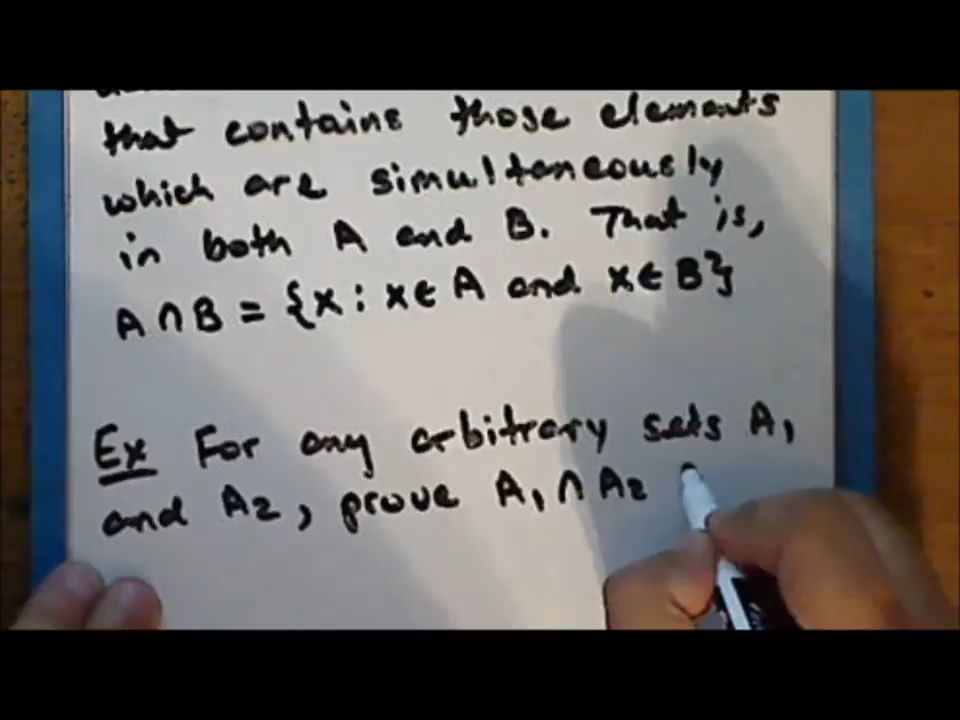 that contains those elements
which are simultaneously
in both A and B. That is,
A ∩ B = {x : x ∈ A and x ∈ B}
Ex For any arbitrary sets A₁
and A₂, prove A₁ ∩ A₂